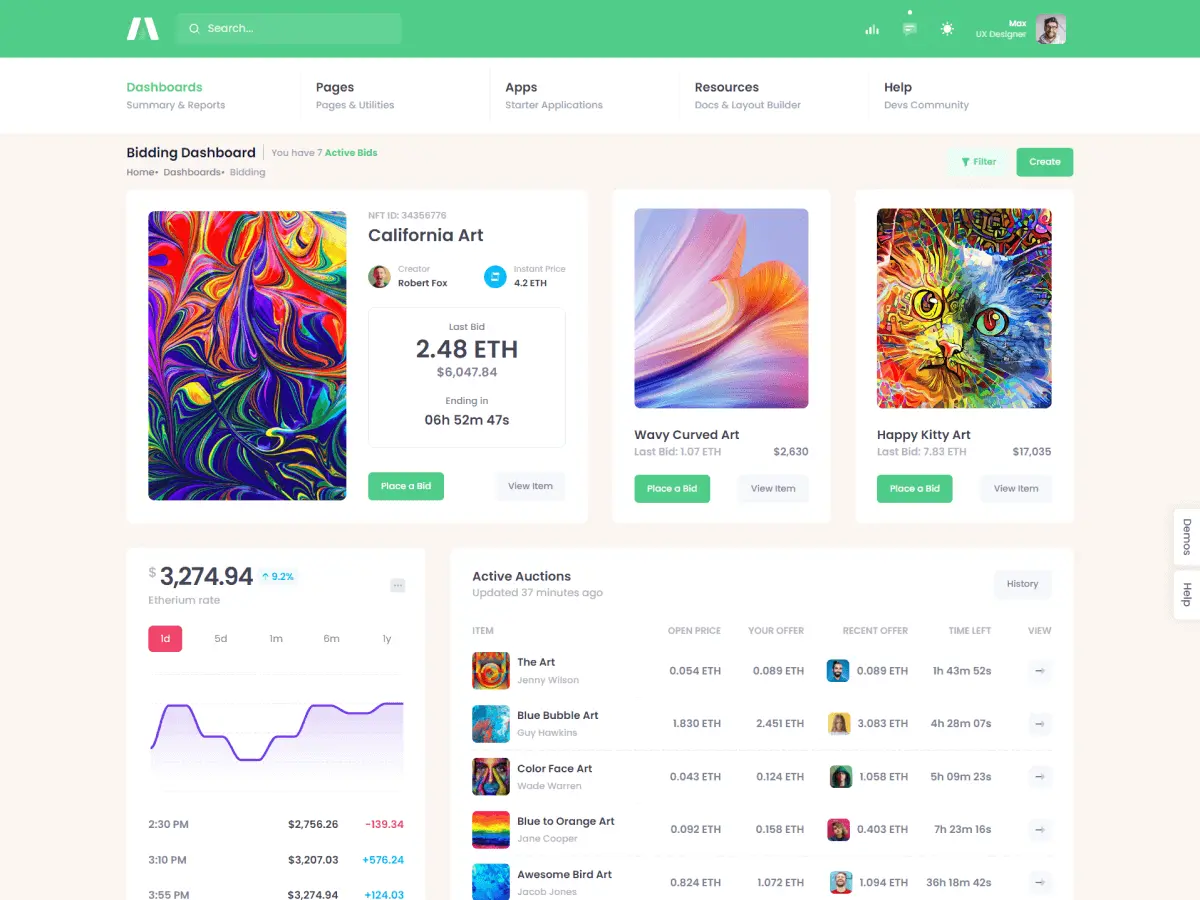 Search...
Max
UX Designer
Dashboards
Summary & Reports
Pages
Pages & Utilities
Apps
Starter Applications
Resources
Docs & Layout Builder
Help
Devs Community
Bidding Dashboard
You have 7 Active Bids
Home• Dashboards• Bidding
Filter
Create
NFT ID: 34356776
California Art
Creator
Robert Fox
Instant Price
4.2 ETH
Last Bid
2.48 ETH
$6,047.84
Ending in
06h 52m 47s
Place a Bid
View Item
Wavy Curved Art
Last Bid: 1.07 ETH
$2,630
Place a Bid
View Item
Happy Kitty Art
Last Bid: 7.83 ETH
$17,035
Place a Bid
View Item
Demos
Help
$ 3,274.94
9.2%
Etherium rate
1d 5d 1m 6m 1y
2:30 PM $2,756.26 -139.34
3:10 PM $3,207.03 +576.24
3:55 PM $3,274.94 +124.03
Active Auctions
Updated 37 minutes ago
History
ITEM OPEN PRICE YOUR OFFER RECENT OFFER TIME LEFT VIEW
The Art
Jenny Wilson
0.054 ETH 0.089 ETH 0.089 ETH 1h 43m 52s
Blue Bubble Art
Guy Hawkins
1.830 ETH 2.451 ETH 3.083 ETH 4h 28m 07s
Color Face Art
Wade Warren
0.043 ETH 0.124 ETH 1.058 ETH 5h 09m 23s
Blue to Orange Art
Jane Cooper
0.092 ETH 0.158 ETH 0.403 ETH 7h 23m 16s
Awesome Bird Art
Jacob Jones
0.824 ETH 1.072 ETH 1.094 ETH 36h 18m 42s